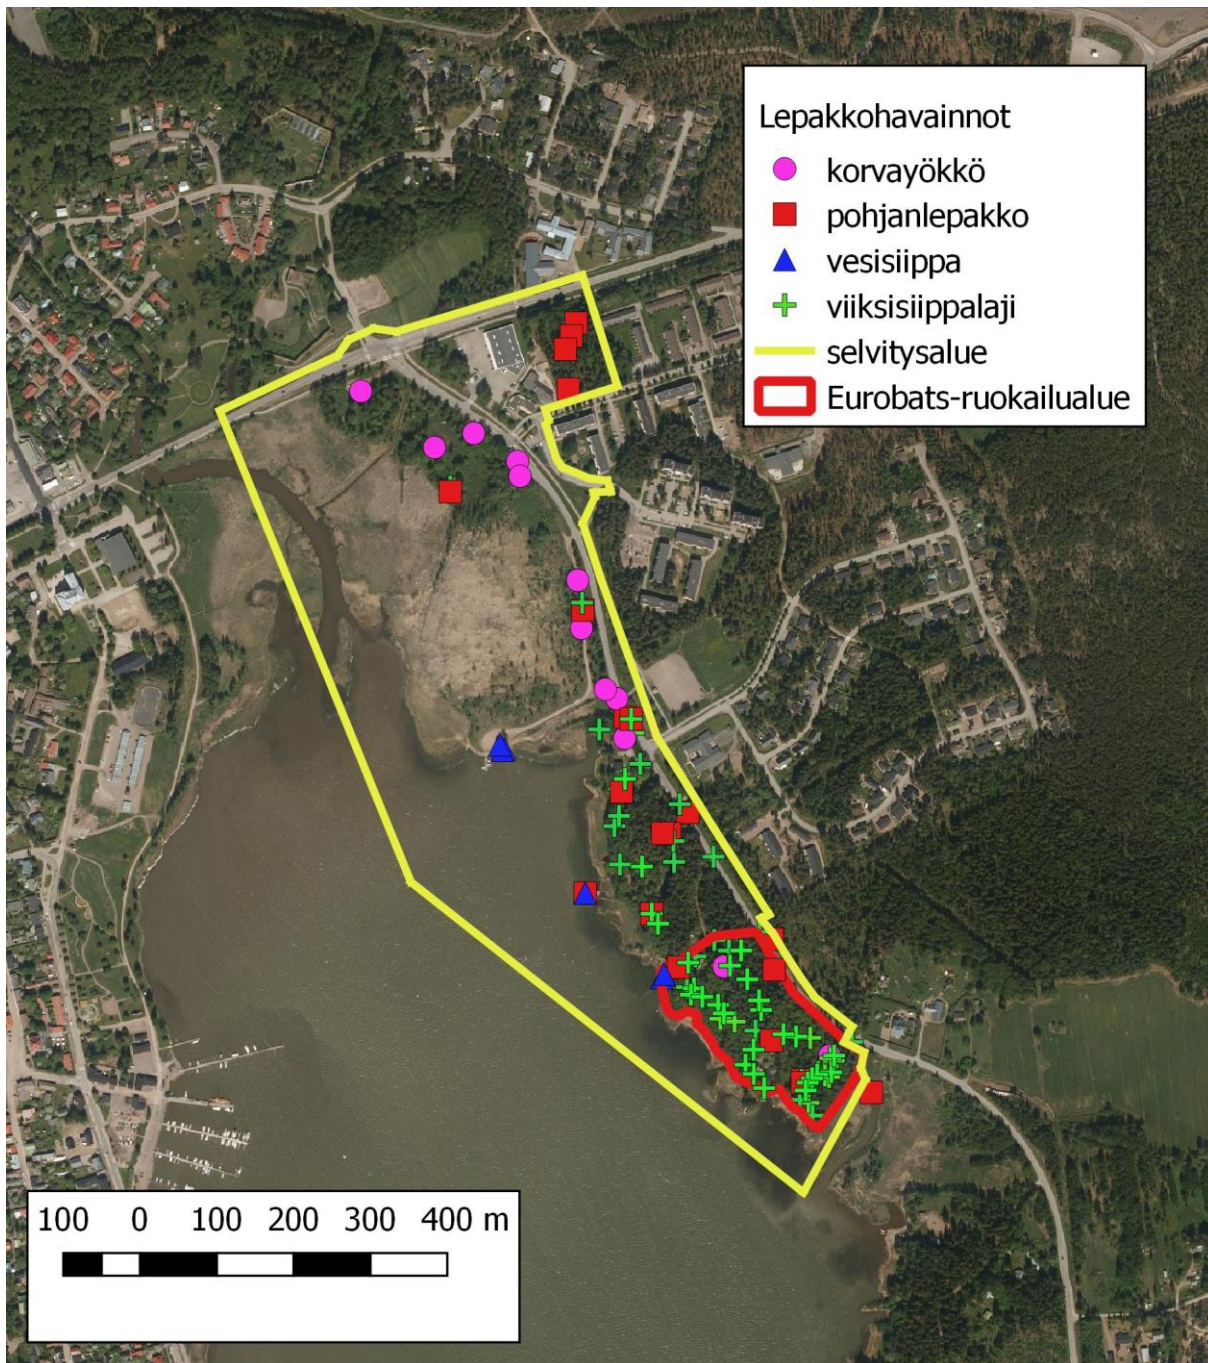 Lepakkohavainnot
korvayökkö
pohjanlepakko
vesisiippa
viiksisiippalaji
selvitysalue
Eurobats-ruokailualue
100 0 100 200 300 400 m